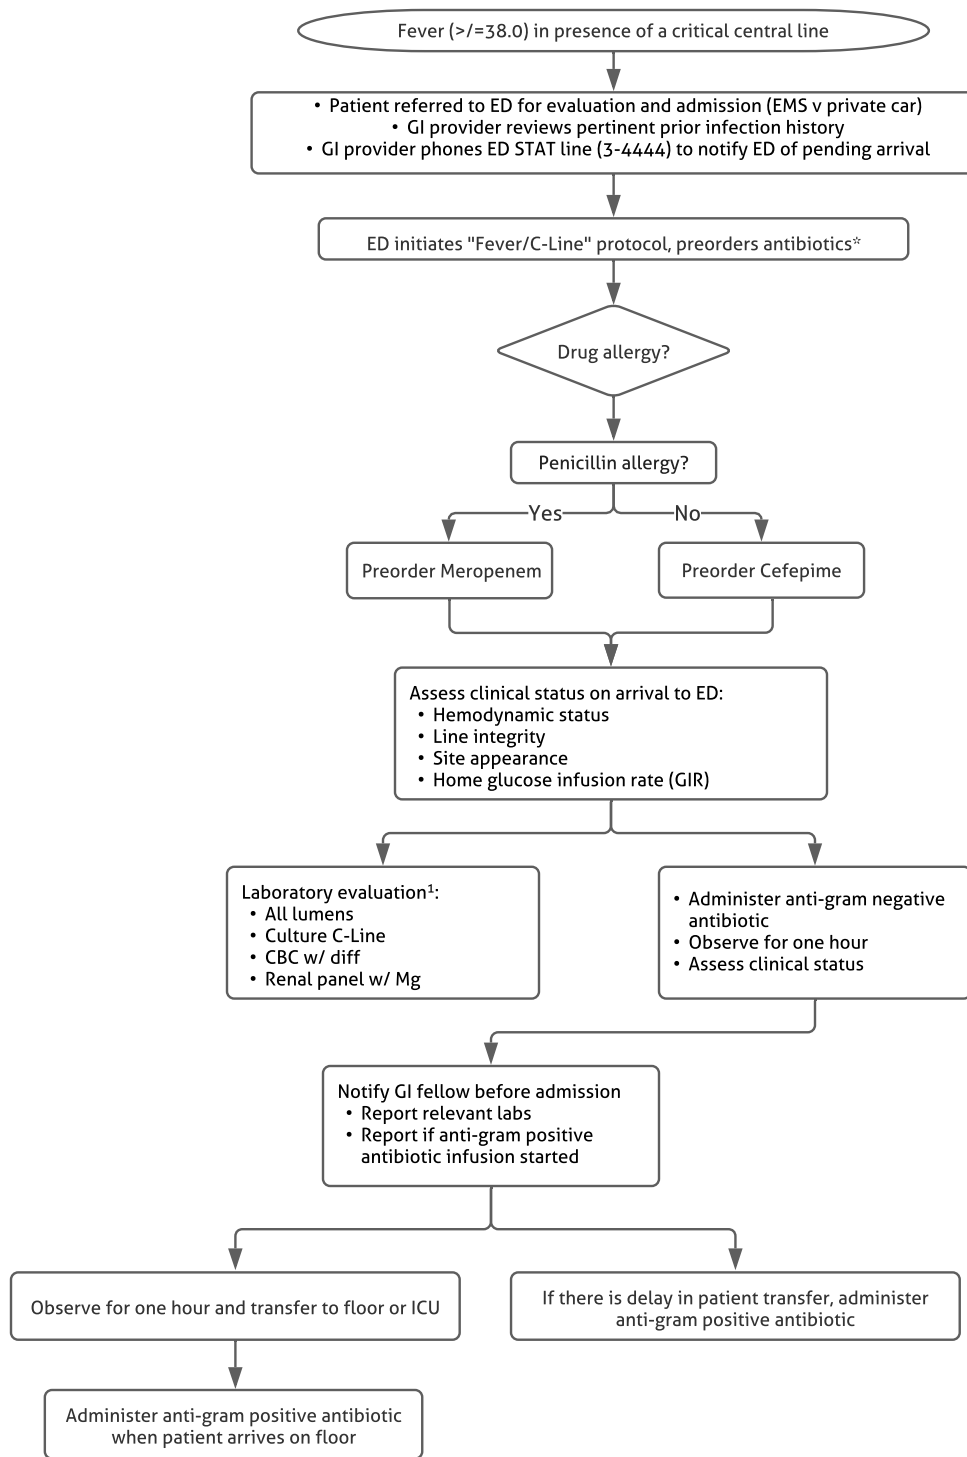 Fever (>/=38.0) in presence of a critical central line
• Patient referred to ED for evaluation and admission (EMS v private car)
• GI provider reviews pertinent prior infection history
• GI provider phones ED STAT line (3-4444) to notify ED of pending arrival
ED initiates "Fever/C-Line" protocol, preorders antibiotics*
Drug allergy?
Penicillin allergy?
Yes
No
Preorder Meropenem
Preorder Cefepime
Assess clinical status on arrival to ED:
• Hemodynamic status
• Line integrity
• Site appearance
• Home glucose infusion rate (GIR)
Laboratory evaluation¹:
• All lumens
• Culture C-Line
• CBC w/ diff
• Renal panel w/ Mg
• Administer anti-gram negative
antibiotic
• Observe for one hour
• Assess clinical status
Notify GI fellow before admission
• Report relevant labs
• Report if anti-gram positive
antibiotic infusion started
Observe for one hour and transfer to floor or ICU
If there is delay in patient transfer, administer
anti-gram positive antibiotic
Administer anti-gram positive antibiotic
when patient arrives on floor